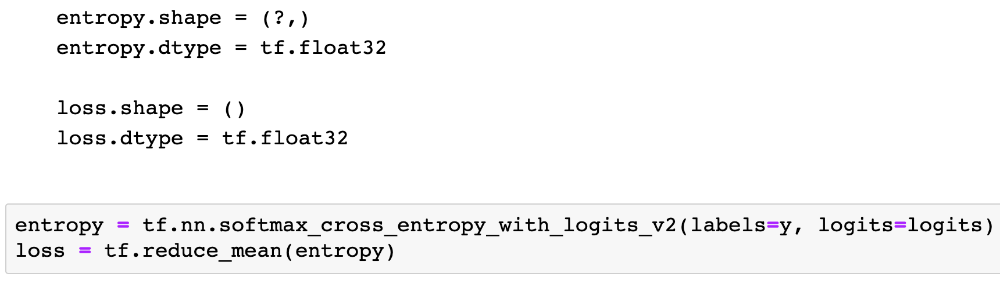 entropy.shape = (?,)
entropy.dtype = tf.float32
loss.shape = ()
loss.dtype = tf.float32
entropy = tf.nn.softmax_cross_entropy_with_logits_v2(labels=y, logits=logits)
loss = tf.reduce_mean(entropy)